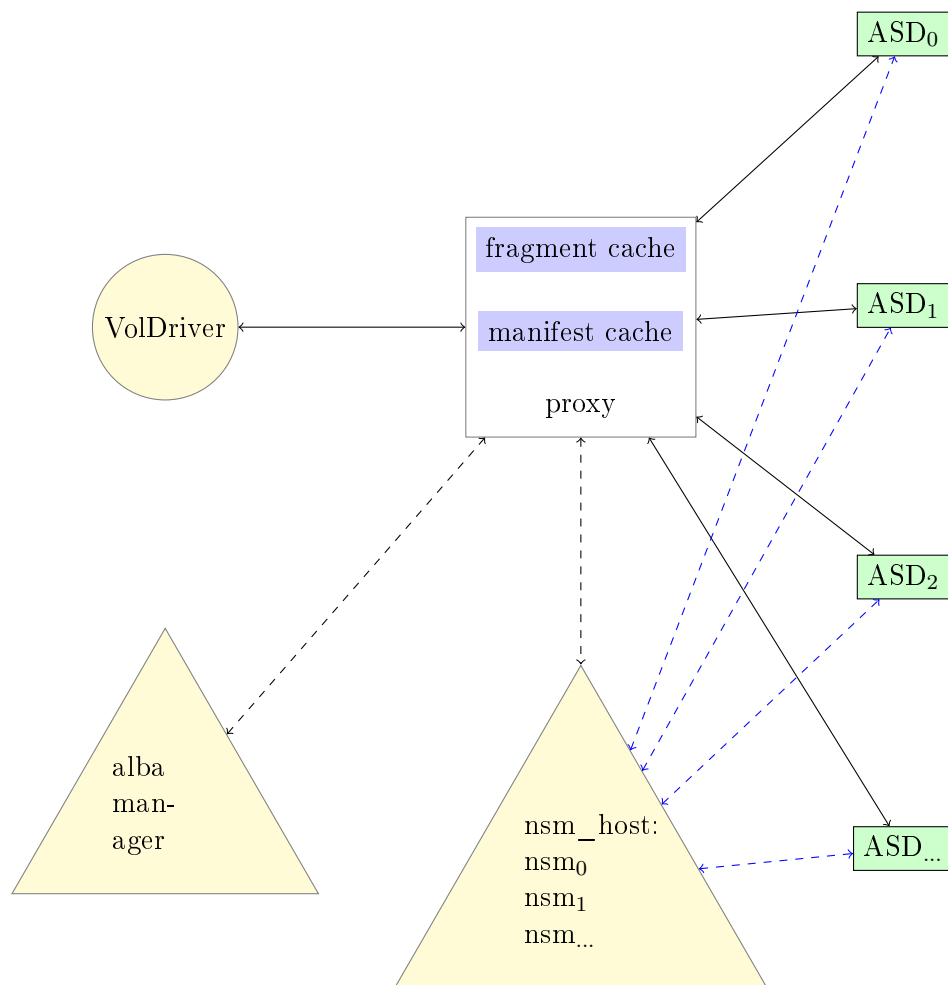 ASD₀
fragment cache
ASD₁
VolDriver
manifest cache
proxy
ASD₂
alba
man-
ager
nsm_host:
nsm₀
nsm₁
nsm...
ASD...